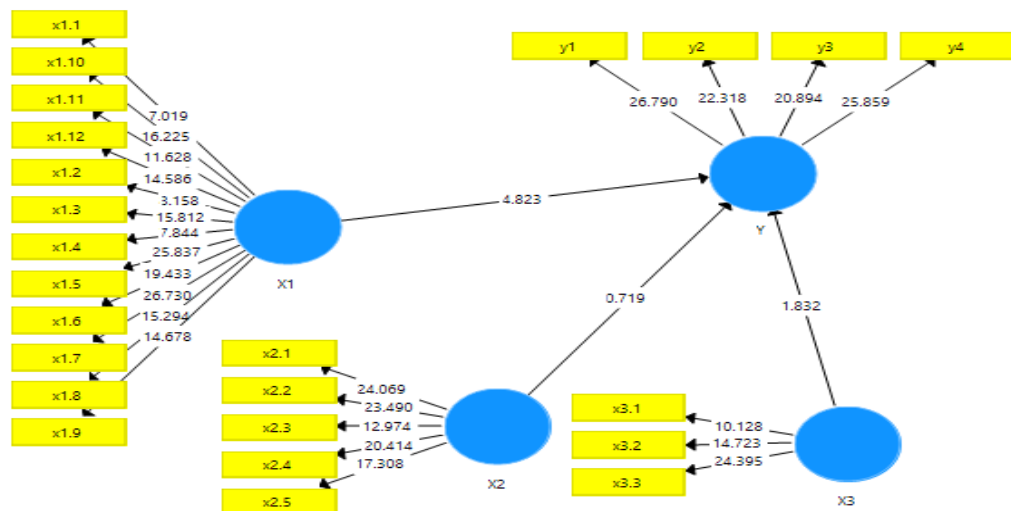 x1.1
x1.10
x1.11
x1.12
x1.2
x1.3
x1.4
x1.5
x1.6
x1.7
x1.8
x1.9
7.019
16.225
11.628
14.586
3.158
15.812
7.844
25.837
19.433
26.730
15.294
14.678
X1
4.823
y1
y2
y3
y4
26.790
22.318
20.894
25.859
Y
0.719
1.832
x2.1
x2.2
x2.3
x2.4
x2.5
24.069
23.490
12.974
20.414
17.308
X2
x3.1
x3.2
x3.3
10.128
14.723
24.395
X3